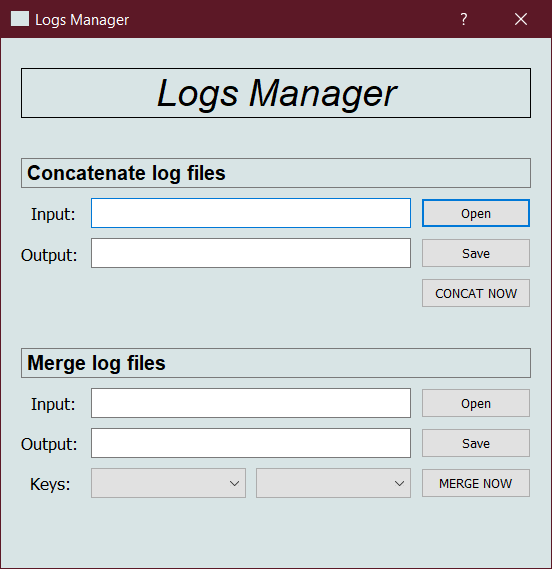 Logs Manager
?
Logs Manager
Concatenate log files
Input:
Open
Output:
Save
CONCAT NOW
Merge log files
Input:
Open
Output:
Save
Keys:
MERGE NOW